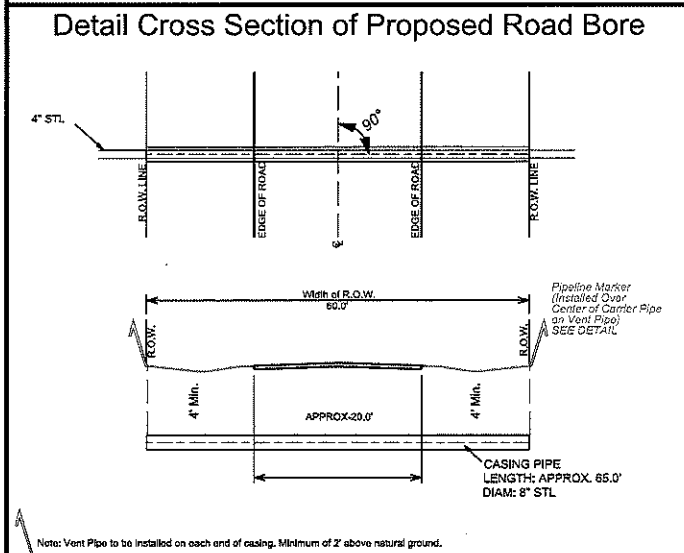 Detail Cross Section of Proposed Road Bore
4" STL
90°
R.O.W. LINE
EDGE OF ROAD
EDGE OF ROAD
R.O.W. LINE
℄
Width of R.O.W.
60.0'
Pipeline Marker
(Installed Over
Center of Carrier Pipe
on Vent Pipe)
SEE DETAIL
R.O.W.
R.O.W.
4' Min.
APPROX-20.0'
4' Min.
CASING PIPE
LENGTH: APPROX. 65.0'
DIAM: 8" STL
Note: Vent Pipe to be installed on each end of casing. Minimum of 2' above natural ground.